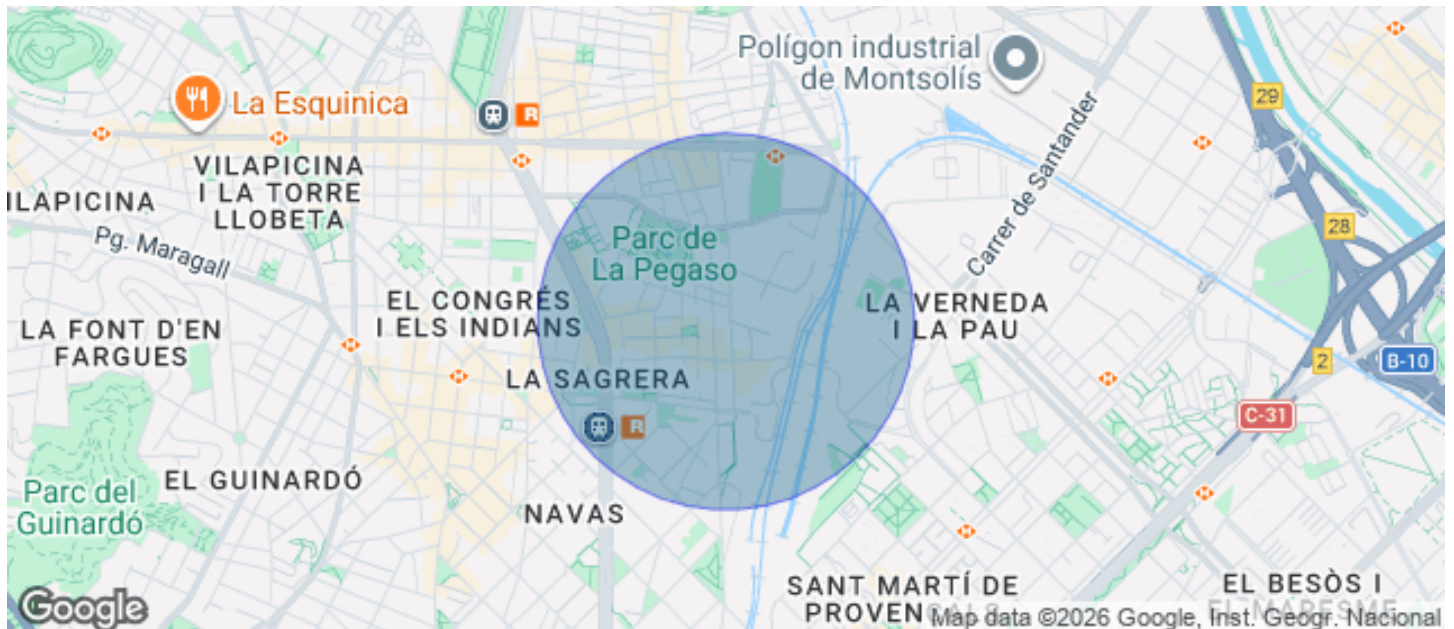 Polígon industrial
de Montsolís
29
La Esquinica
R
VILAPICINA
I LA TORRE
LLOBETA
ILAPICINA
Pg. Maragall
Carrer de Santander
28
Parc de
La Pegaso
EL CONGRÉS
I ELS INDIANS
LA VERNEDA
I LA PAU
LA FONT D'EN
FARGUES
2
B-10
LA SAGRERA
C-31
R
EL GUINARDÓ
Parc del
Guinardó
NAVAS
SANT MARTÍ DE
PROVENÇALS
EL BESÒS I
EL MARESME
Google
Map data ©2026 Google, Inst. Geogr. Nacional